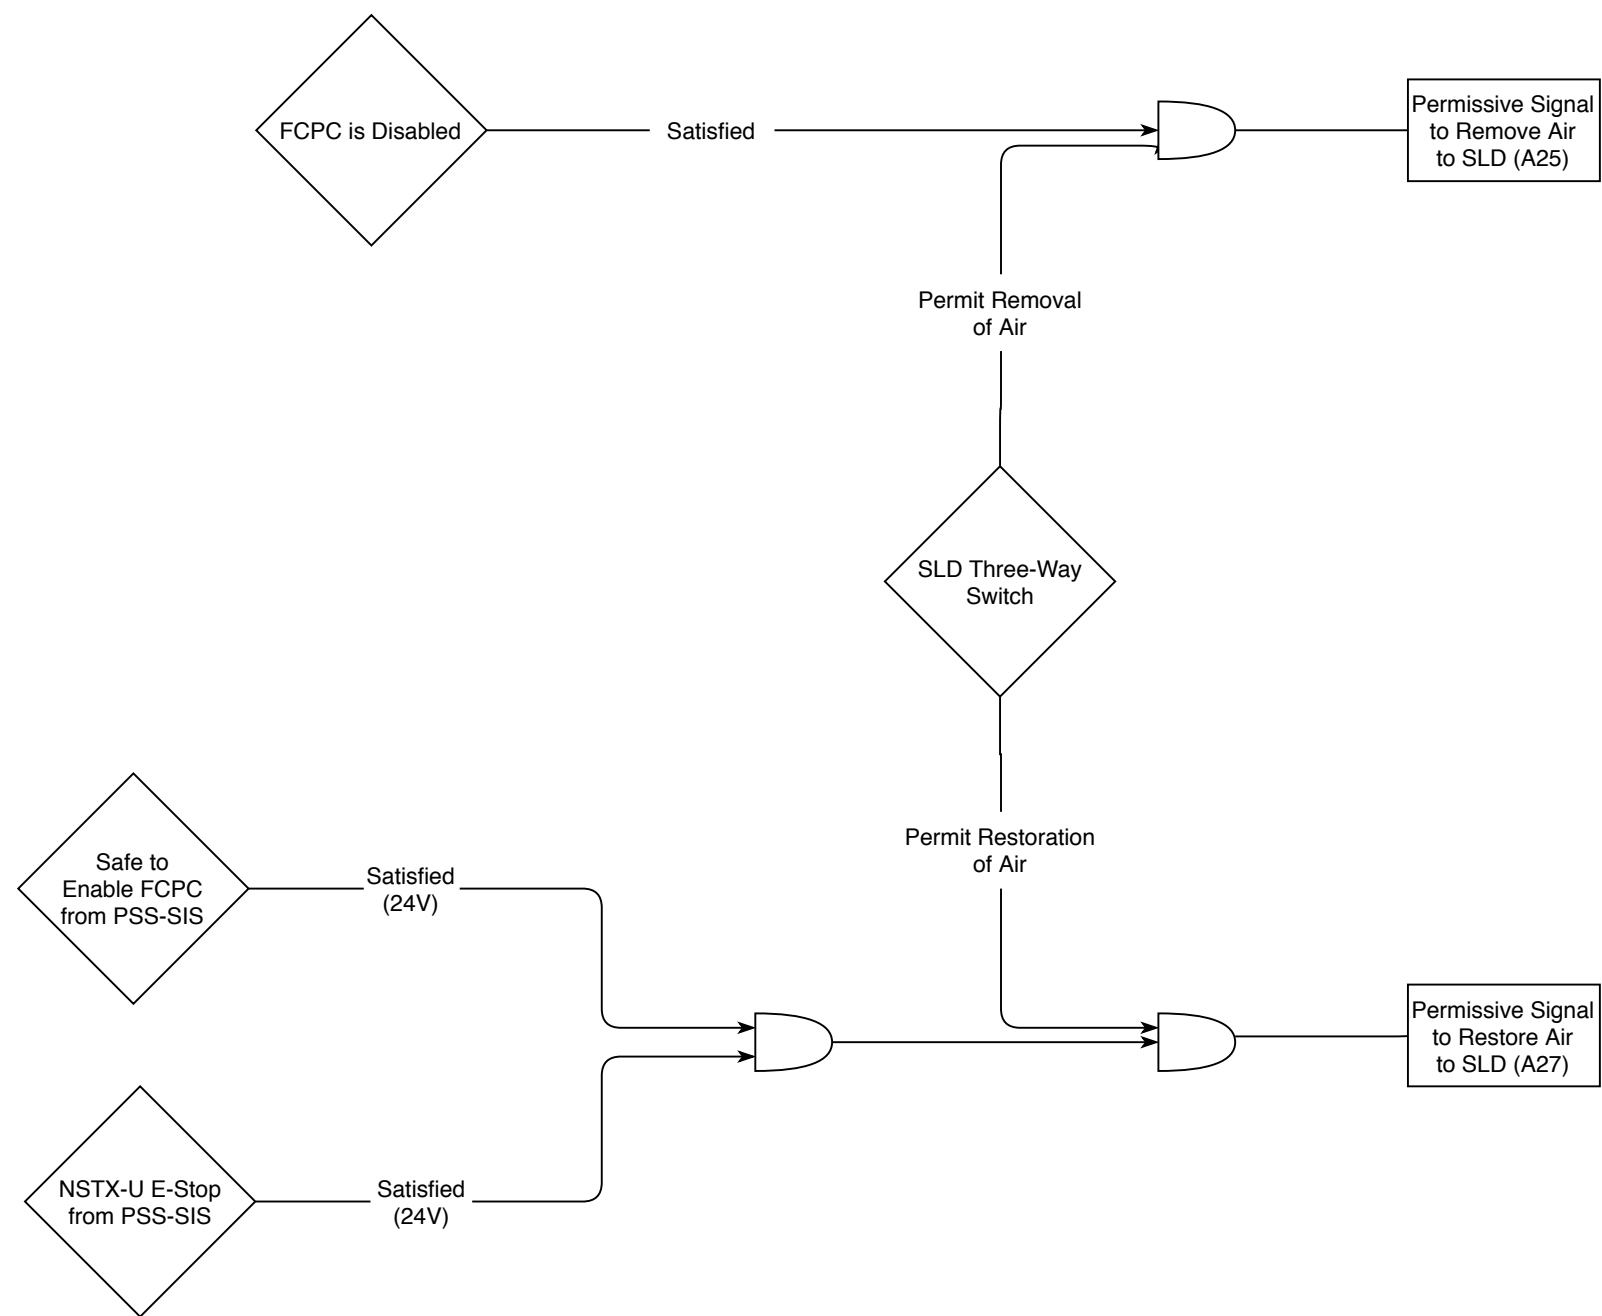 FCPC is Disabled
Satisfied
Permissive Signal
to Remove Air
to SLD (A25)
Permit Removal
of Air
SLD Three-Way
Switch
Permit Restoration
of Air
Safe to
Enable FCPC
from PSS-SIS
Satisfied
(24V)
Permissive Signal
to Restore Air
to SLD (A27)
NSTX-U E-Stop
from PSS-SIS
Satisfied
(24V)